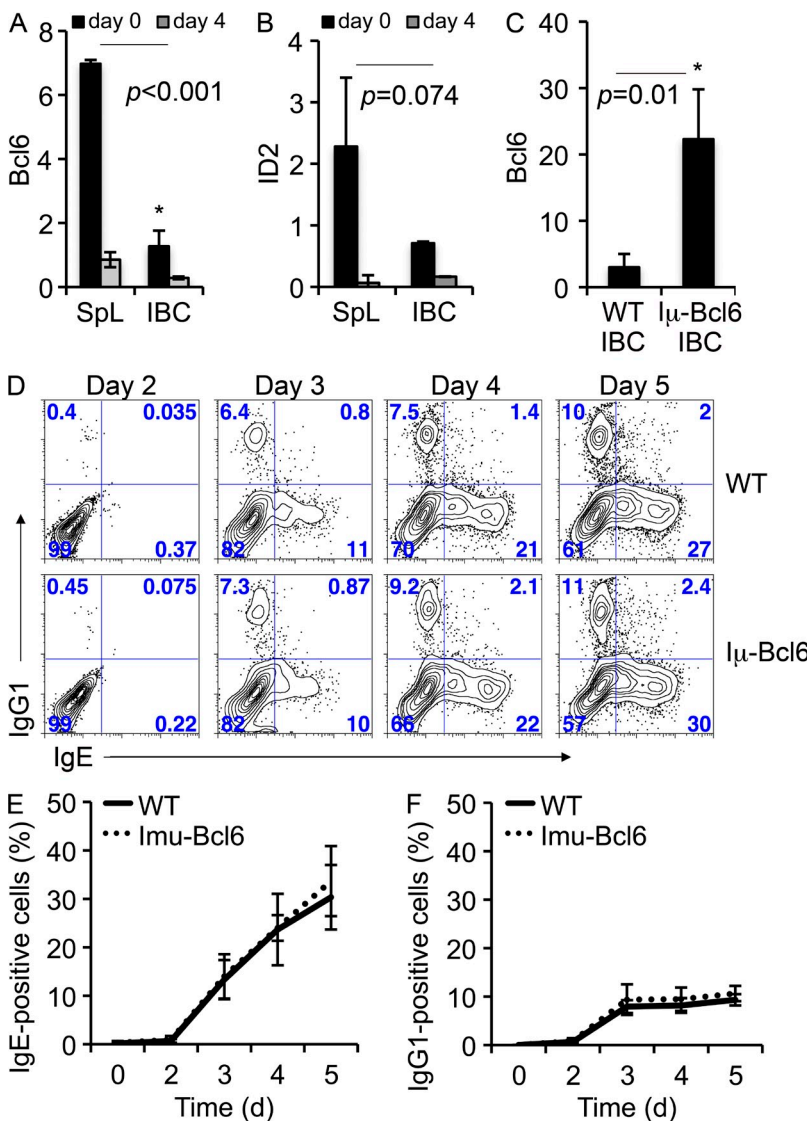 A ■ day 0 ■ day 4
Bcl6
8
6
4
2
0
p<0.001
*
SpL IBC
B ■ day 0 ■ day 4
ID2
4
3
2
1
0
p=0.074
SpL IBC
C
Bcl6
40
30
20
10
0
*
p=0.01
WT IBC
Iμ-Bcl6 IBC
D Day 2 Day 3 Day 4 Day 5
0.4 0.035 6.4 0.8 7.5 1.4 10 2
WT
99 0.37 82 11 70 21 61 27
0.45 0.075 7.3 0.87 9.2 2.1 11 2.4
Iμ-Bcl6
99 0.22 82 10 66 22 57 30
IgG1
IgE
E
WT
Imu-Bcl6
IgE-positive cells (%)
50
40
30
20
10
0
0 2 3 4 5
Time (d)
F
WT
Imu-Bcl6
IgG1-positive cells (%)
50
40
30
20
10
0
0 2 3 4 5
Time (d)